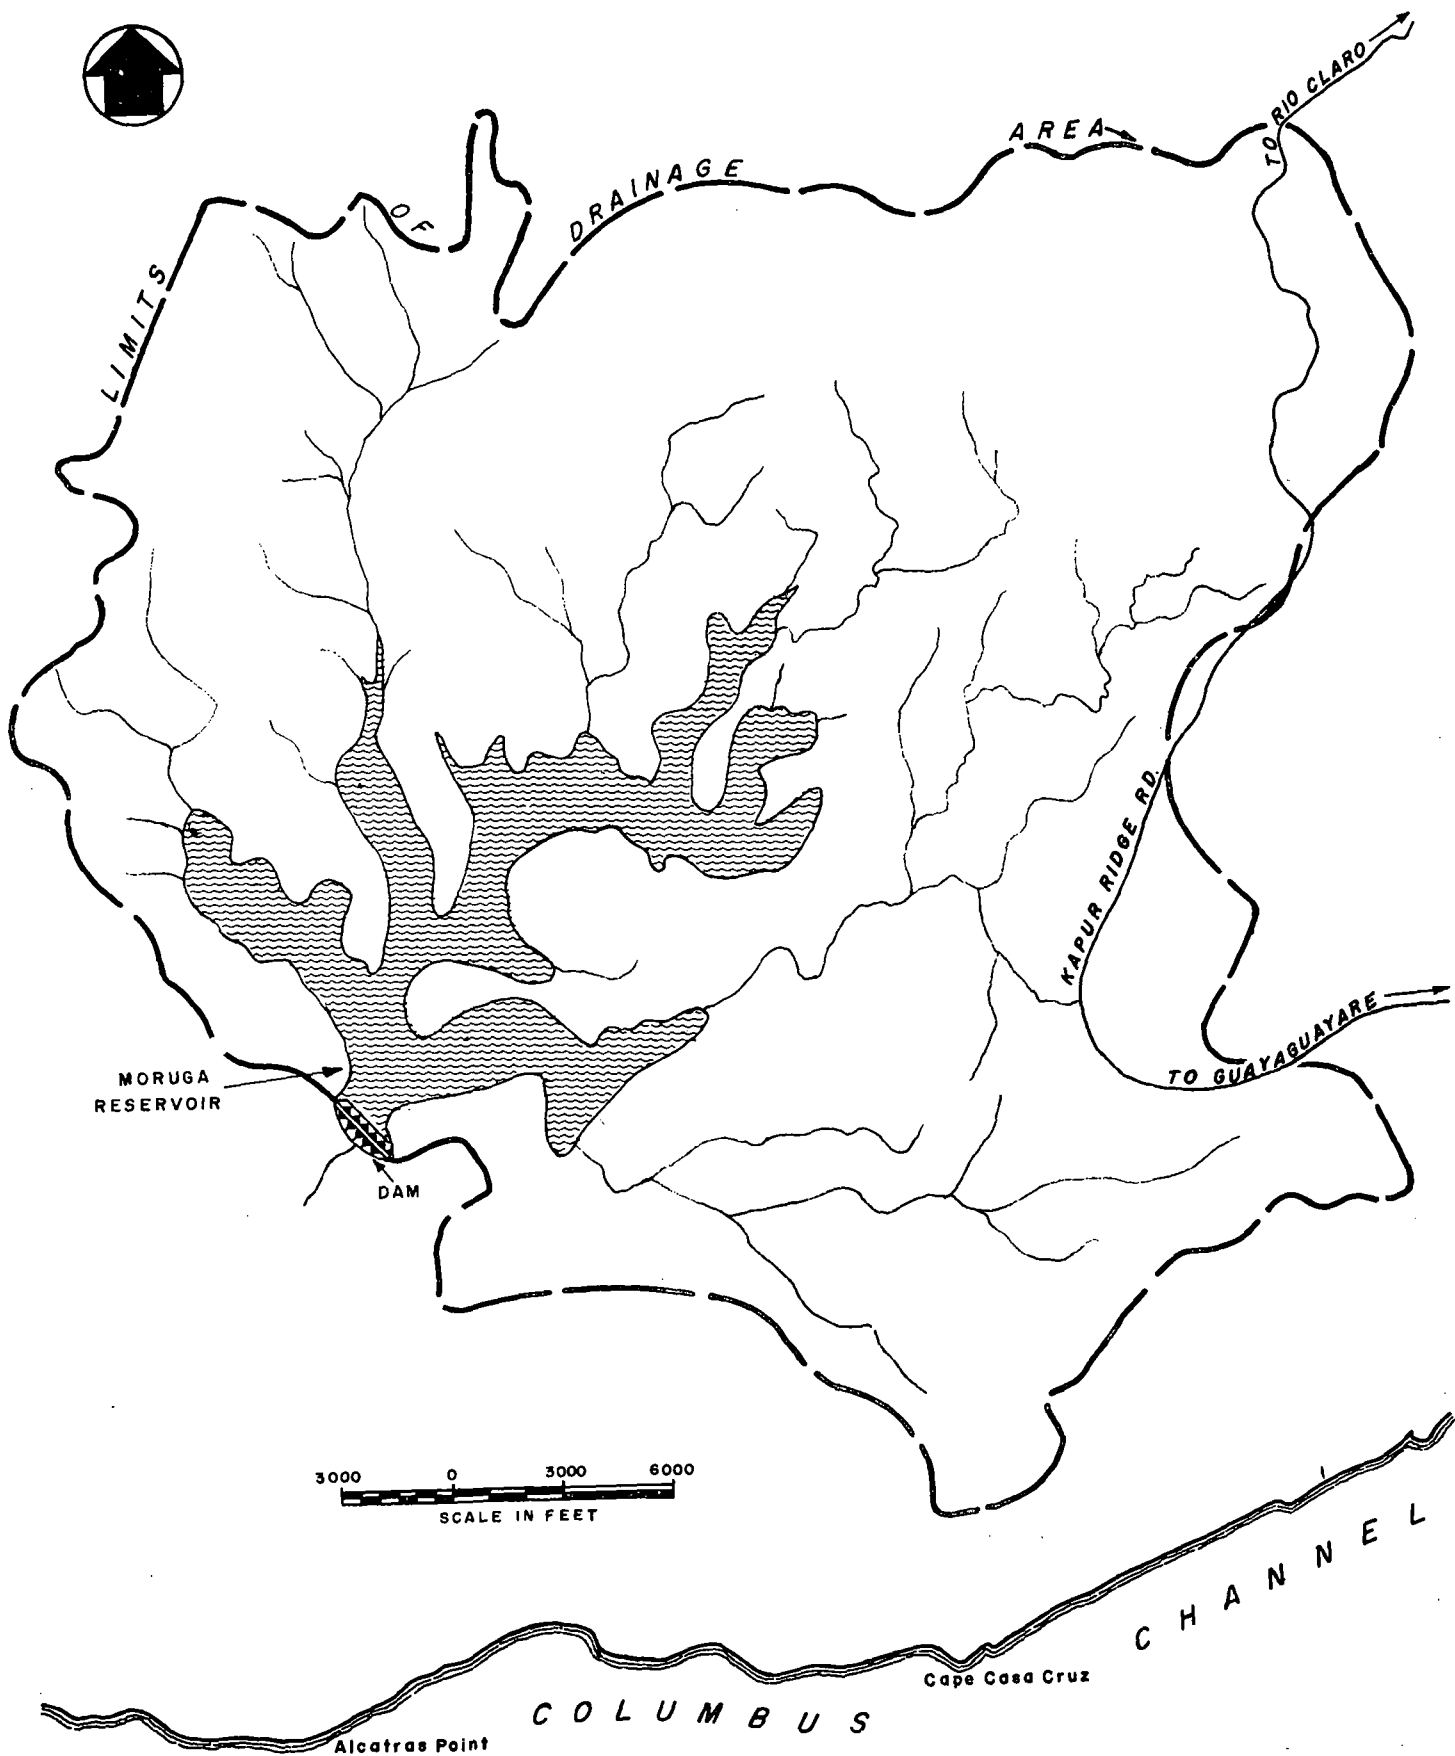 TO RIO CLARO
LIMITS OF DRAINAGE AREA
KAPUR RIDGE RD.
TO GUAYAGUAYARE
MORUGA
RESERVOIR
DAM
3000 0 3000 6000
SCALE IN FEET
CHANNEL
Cape Casa Cruz
COLUMBUS
Alcatras Point